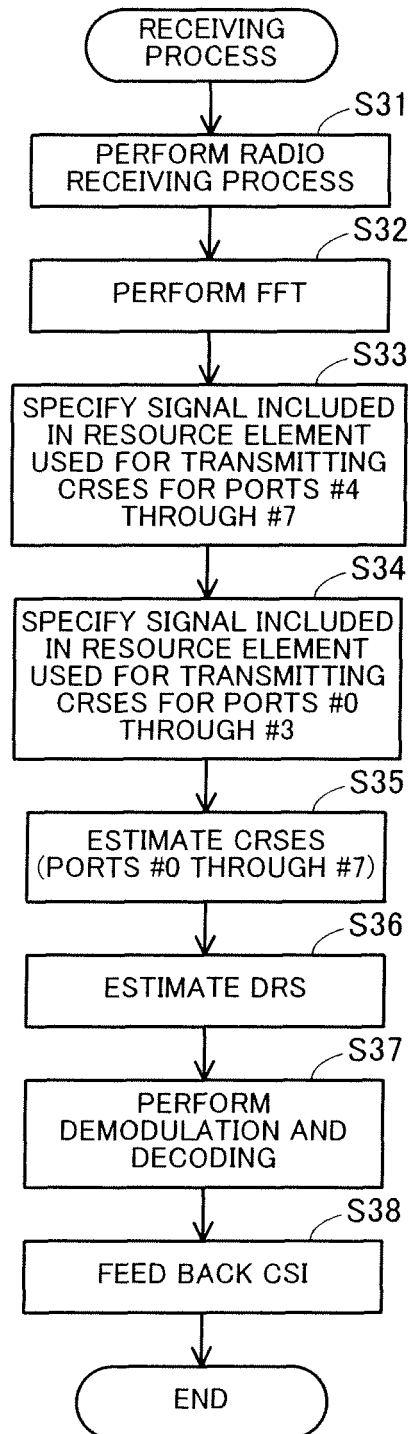 RECEIVING
PROCESS
S31
PERFORM RADIO
RECEIVING PROCESS
S32
PERFORM FFT
S33
SPECIFY SIGNAL INCLUDED
IN RESOURCE ELEMENT
USED FOR TRANSMITTING
CRSES FOR PORTS #4
THROUGH #7
S34
SPECIFY SIGNAL INCLUDED
IN RESOURCE ELEMENT
USED FOR TRANSMITTING
CRSES FOR PORTS #0
THROUGH #3
S35
ESTIMATE CRSES
(PORTS #0 THROUGH #7)
S36
ESTIMATE DRS
S37
PERFORM
DEMODULATION AND
DECODING
S38
FEED BACK CSI
END